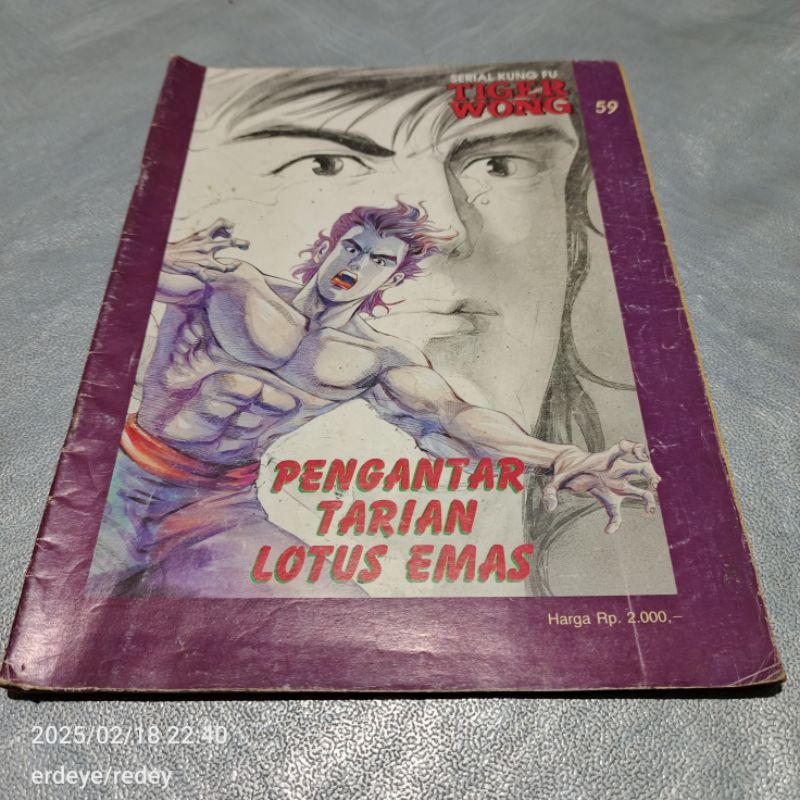 SERIAL KUNG FU
TIGER
WONG
59
PENGANTAR
TARIAN
LOTUS EMAS
Harga Rp. 2.000,–
2025/02/18 22:40
erdeye/redey